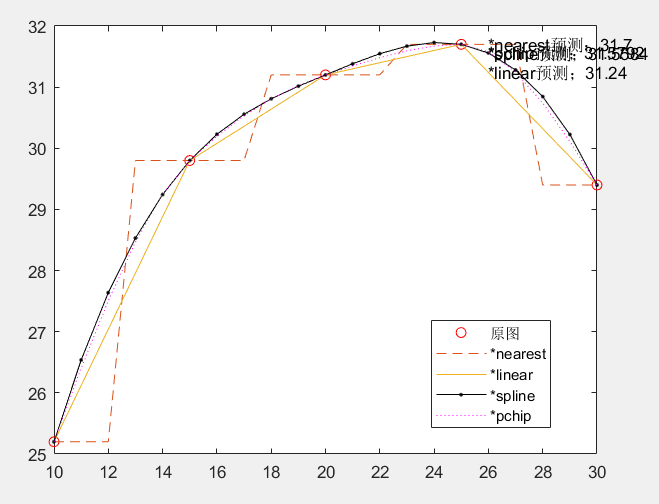 32
31
30
29
28
27
26
25
10
12
14
16
18
20
22
24
26
28
30
*nearest预测：31.7
*linear预测：31.24
原图
*nearest
*linear
*spline
*pchip